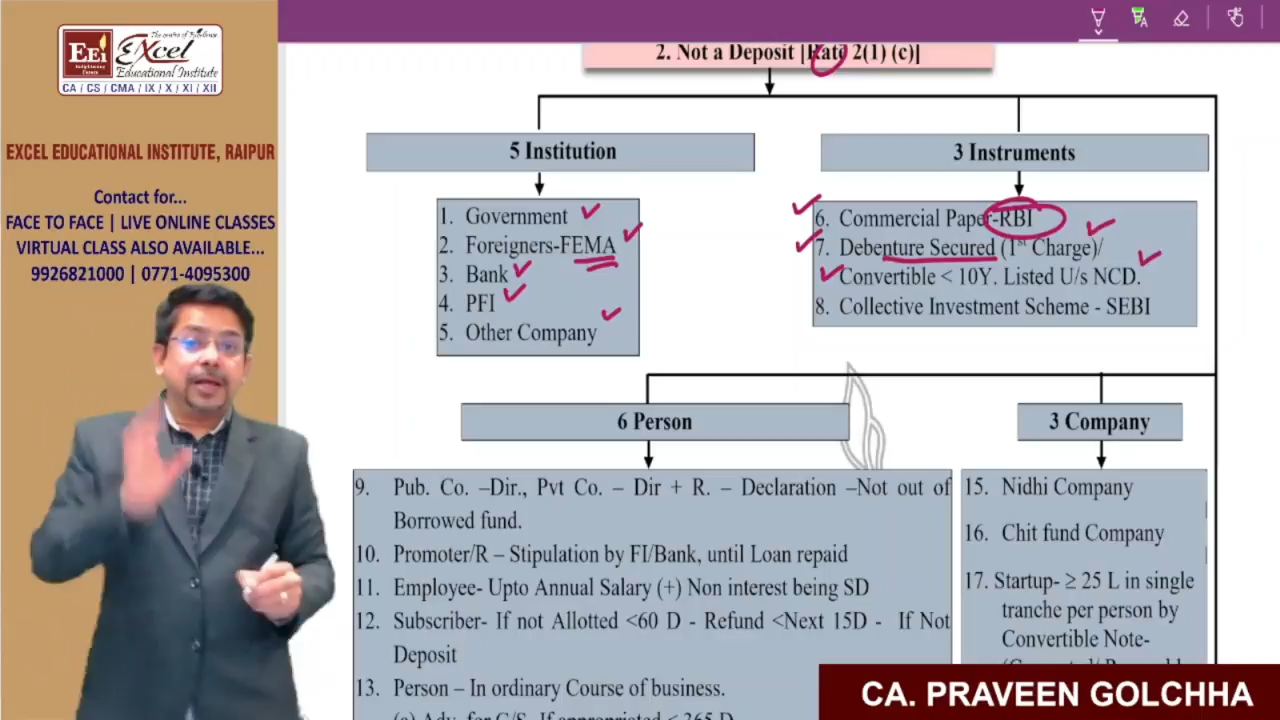 The centre of Excellence
EEi
EXcel
Educational Institute
CA / CS / CMA / IX / X / XI / XII
EXCEL EDUCATIONAL INSTITUTE, RAIPUR
Contact for...
FACE TO FACE | LIVE ONLINE CLASSES
VIRTUAL CLASS ALSO AVAILABLE...
9926821000 | 0771-4095300
2. Not a Deposit [Rate 2(1) (c)]
5 Institution
1. Government
2. Foreigners-FEMA
3. Bank
4. PFI
5. Other Company
3 Instruments
6. Commercial Paper-RBI
7. Debenture Secured (1st Charge)/
Convertible < 10Y. Listed U/s NCD.
8. Collective Investment Scheme - SEBI
6 Person
9. Pub. Co. –Dir., Pvt Co. – Dir + R. – Declaration –Not out of
Borrowed fund.
10. Promoter/R – Stipulation by FI/Bank, until Loan repaid
11. Employee- Upto Annual Salary (+) Non interest being SD
12. Subscriber- If not Allotted <60 D - Refund <Next 15D - If Not
Deposit
13. Person – In ordinary Course of business.
(a) Adv. for G/S. If appropriated < 365 D
3 Company
15. Nidhi Company
16. Chit fund Company
17. Startup- ≥ 25 L in single
tranche per person by
Convertible Note-
CA. PRAVEEN GOLCHHA